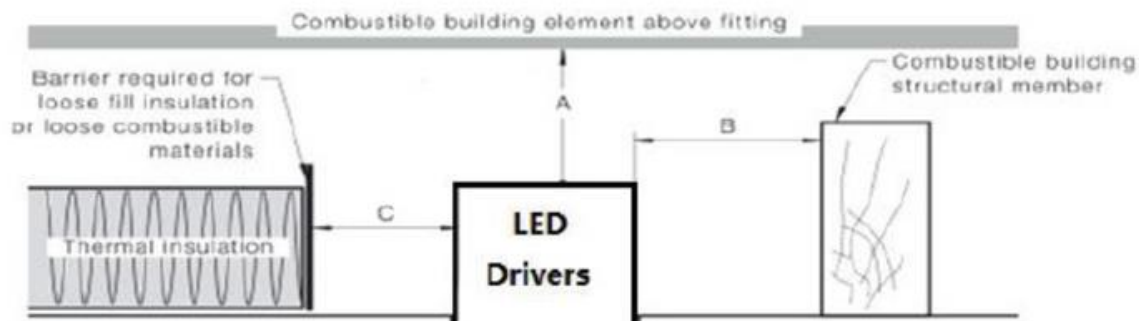 Combustible building element above fitting
Barrier required for
loose fill insulation
or loose combustible
materials
Combustible building
structural member
A
B
C
Thermal insulation
LED
Drivers